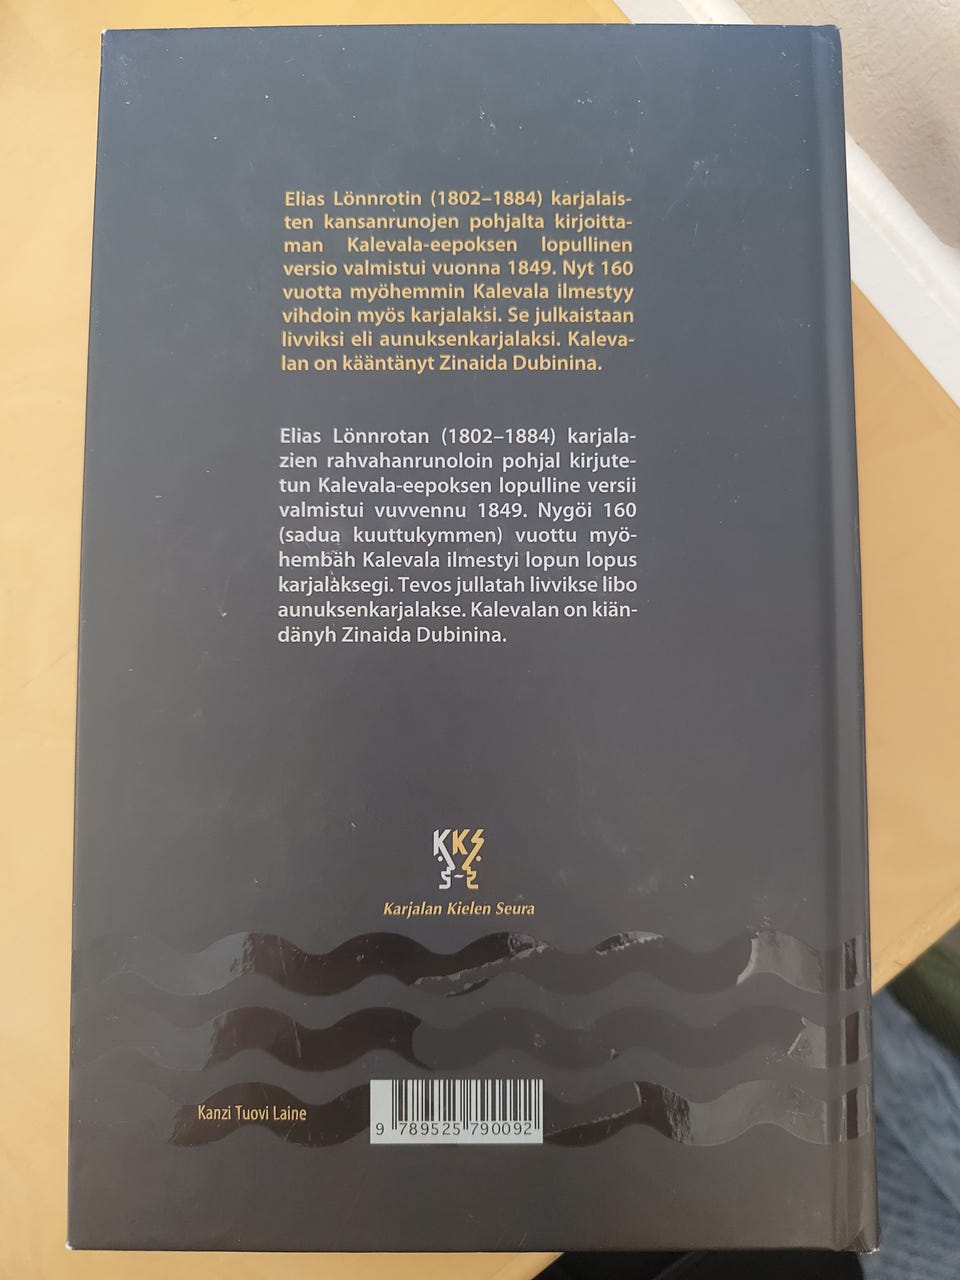 Elias Lönnrotin (1802–1884) karjalais-
ten kansanrunojen pohjalta kirjoitta-
man Kalevala-eepoksen lopullinen
versio valmistui vuonna 1849. Nyt 160
vuotta myöhemmin Kalevala ilmestyy
vihdoin myös karjalaksi. Se julkaistaan
livviksi eli aunuksenkarjalaksi. Kaleva-
lan on kääntänyt Zinaida Dubinina.
Elias Lönnrotan (1802–1884) karjala-
zien rahvahanrunoloin pohjal kirjute-
tun Kalevala-eepoksen lopulline versii
valmistui vuvvennu 1849. Nygöi 160
(sadua kuuttukymmen) vuottu myö-
hembäh Kalevala ilmestyi lopun lopus
karjalaksegi. Tevos jullatah livvikse libo
aunuksenkarjalakse. Kalevalan on kiän-
dänyh Zinaida Dubinina.
KKS
Karjalan Kielen Seura
Kanzi Tuovi Laine
9 789525 790092